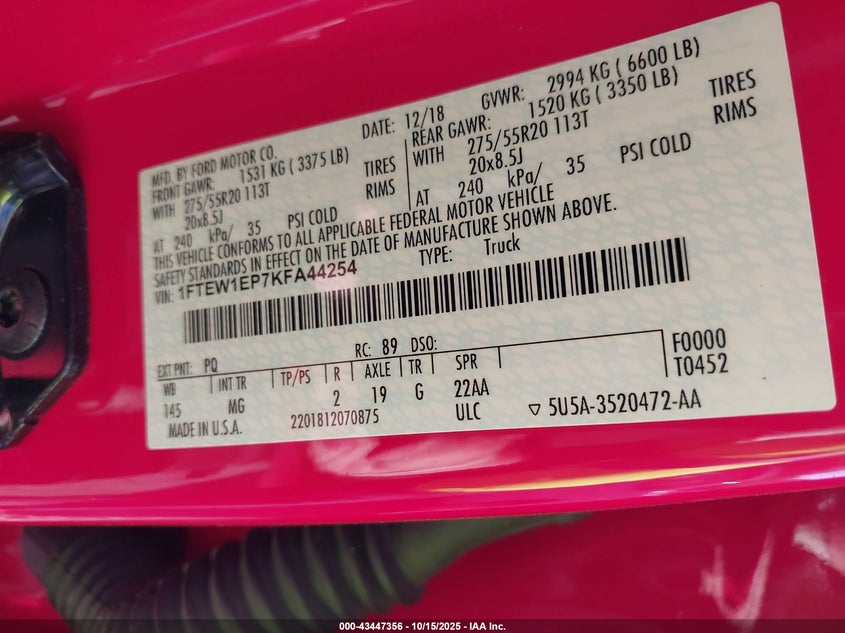 MFD. BY FORD MOTOR CO.
DATE: 12/18 GVWR: 2994 KG ( 6600 LB)
FRONT GAWR: 1531 KG ( 3375 LB) REAR GAWR: 1520 KG ( 3350 LB)
WITH 275/55R20 113T TIRES WITH 275/55R20 113T TIRES
20x8.5J RIMS 20x8.5J RIMS
AT 240 kPa/ 35 PSI COLD AT 240 kPa/ 35 PSI COLD
THIS VEHICLE CONFORMS TO ALL APPLICABLE FEDERAL MOTOR VEHICLE
SAFETY STANDARDS IN EFFECT ON THE DATE OF MANUFACTURE SHOWN ABOVE.
VIN: 1FTEW1EP7KFA44254 TYPE: Truck
EXT PNT: PQ RC: 89 DSO: F0000
WB INT TR TP/PS R AXLE TR SPR T0452
145 MG 2 19 G 22AA
MADE IN U.S.A. 2201812070875 ULC ▽ 5U5A-3520472-AA
000-43447356 - 10/15/2025 - IAA Inc.